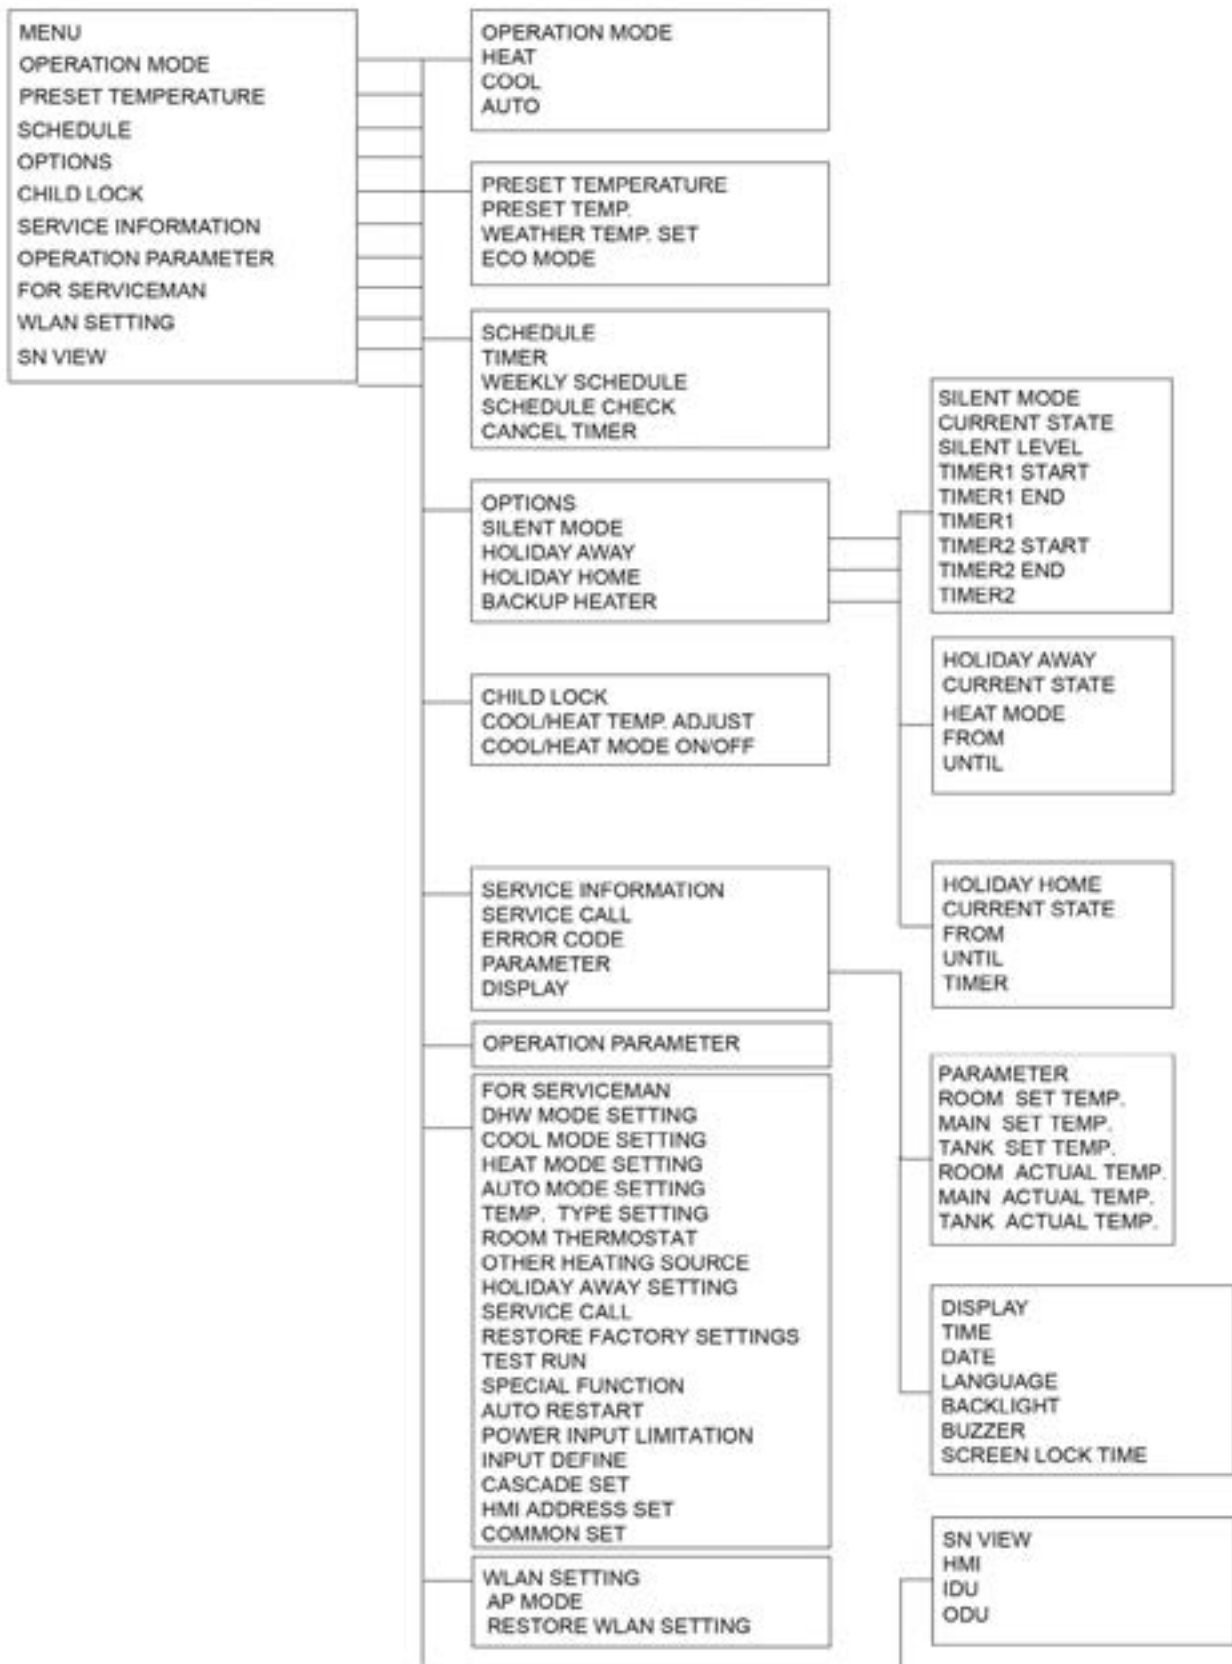 MENU
OPERATION MODE
PRESET TEMPERATURE
SCHEDULE
OPTIONS
CHILD LOCK
SERVICE INFORMATION
OPERATION PARAMETER
FOR SERVICEMAN
WLAN SETTING
SN VIEW
OPERATION MODE
HEAT
COOL
AUTO
PRESET TEMPERATURE
PRESET TEMP.
WEATHER TEMP. SET
ECO MODE
SCHEDULE
TIMER
WEEKLY SCHEDULE
SCHEDULE CHECK
CANCEL TIMER
OPTIONS
SILENT MODE
HOLIDAY AWAY
HOLIDAY HOME
BACKUP HEATER
CHILD LOCK
COOL/HEAT TEMP. ADJUST
COOL/HEAT MODE ON/OFF
SERVICE INFORMATION
SERVICE CALL
ERROR CODE
PARAMETER
DISPLAY
OPERATION PARAMETER
FOR SERVICEMAN
DHW MODE SETTING
COOL MODE SETTING
HEAT MODE SETTING
AUTO MODE SETTING
TEMP. TYPE SETTING
ROOM THERMOSTAT
OTHER HEATING SOURCE
HOLIDAY AWAY SETTING
SERVICE CALL
RESTORE FACTORY SETTINGS
TEST RUN
SPECIAL FUNCTION
AUTO RESTART
POWER INPUT LIMITATION
INPUT DEFINE
CASCADE SET
HMI ADDRESS SET
COMMON SET
WLAN SETTING
AP MODE
RESTORE WLAN SETTING
SILENT MODE
CURRENT STATE
SILENT LEVEL
TIMER1 START
TIMER1 END
TIMER1
TIMER2 START
TIMER2 END
TIMER2
HOLIDAY AWAY
CURRENT STATE
HEAT MODE
FROM
UNTIL
HOLIDAY HOME
CURRENT STATE
FROM
UNTIL
TIMER
PARAMETER
ROOM SET TEMP.
MAIN SET TEMP.
TANK SET TEMP.
ROOM ACTUAL TEMP.
MAIN ACTUAL TEMP.
TANK ACTUAL TEMP.
DISPLAY
TIME
DATE
LANGUAGE
BACKLIGHT
BUZZER
SCREEN LOCK TIME
SN VIEW
HMI
IDU
ODU